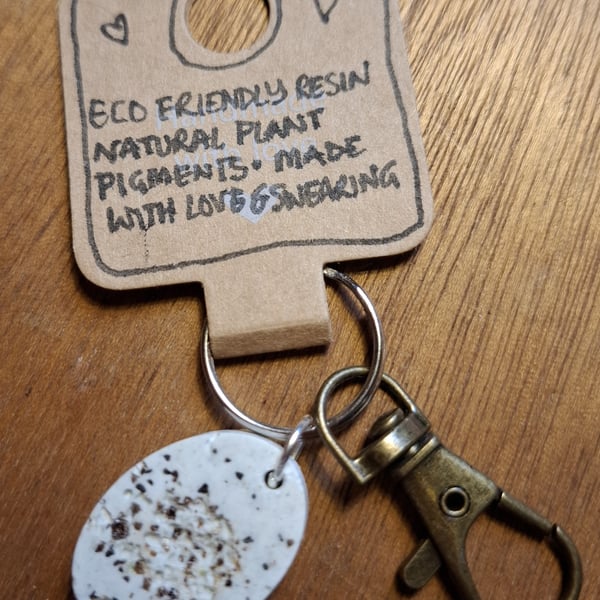 ECO FRIENDLY RESIN
NATURAL PLANT
PIGMENTS • MADE
WITH LOVE & SWEARING